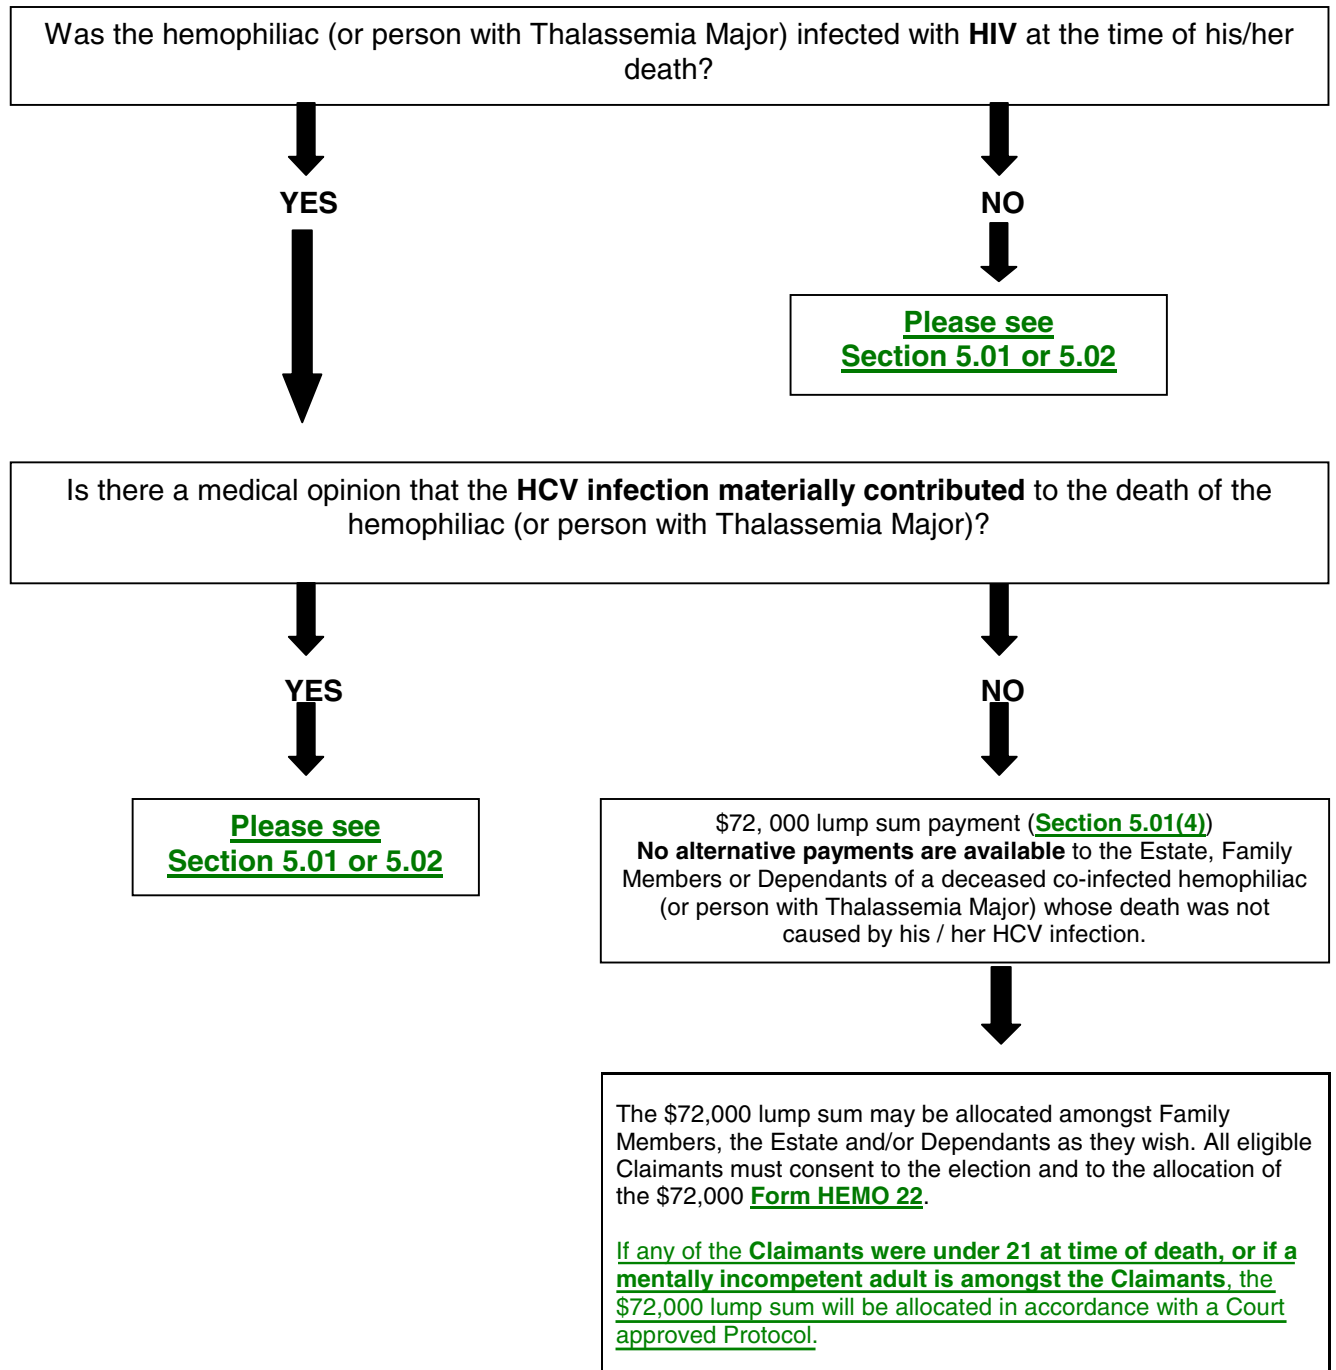 Was the hemophiliac (or person with Thalassemia Major) infected with HIV at the time of his/her
death?
YES
NO
Please see
Section 5.01 or 5.02
Is there a medical opinion that the HCV infection materially contributed to the death of the
hemophiliac (or person with Thalassemia Major)?
YES
NO
Please see
Section 5.01 or 5.02
$72, 000 lump sum payment (Section 5.01(4))
No alternative payments are available to the Estate, Family
Members or Dependants of a deceased co-infected hemophiliac
(or person with Thalassemia Major) whose death was not
caused by his / her HCV infection.
The $72,000 lump sum may be allocated amongst Family
Members, the Estate and/or Dependants as they wish. All eligible
Claimants must consent to the election and to the allocation of
the $72,000 Form HEMO 22.
If any of the Claimants were under 21 at time of death, or if a
mentally incompetent adult is amongst the Claimants, the
$72,000 lump sum will be allocated in accordance with a Court
approved Protocol.